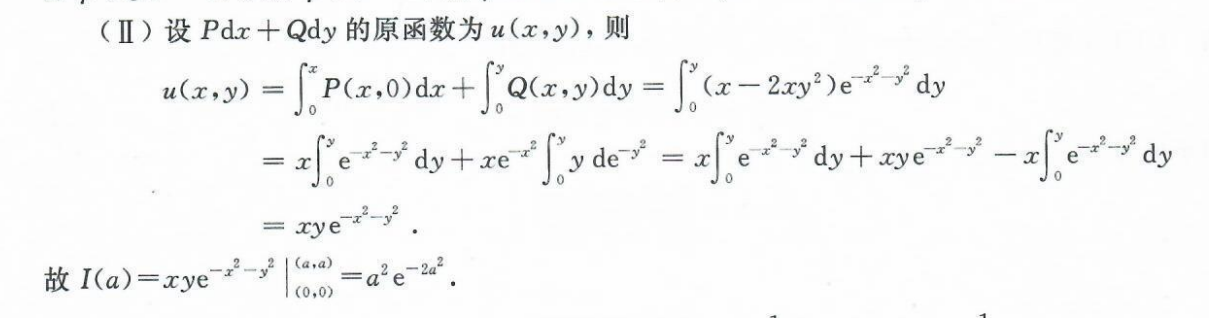 (Ⅱ)设 Pdx+Qdy 的原函数为 u(x,y),则
u(x,y) = ∫₀ˣ P(x,0)dx + ∫₀ʸ Q(x,y)dy = ∫₀ʸ (x−2xy²)e^{−x²−y²} dy
= x∫₀ʸ e^{−x²−y²} dy + xe^{−x²} ∫₀ʸ y de^{−y²} = x∫₀ʸ e^{−x²−y²} dy + xye^{−x²−y²} − x∫₀ʸ e^{−x²−y²} dy
= xye^{−x²−y²}.
故 I(a)=xye^{−x²−y²} |_{(0,0)}^{(a,a)} = a²e^{−2a²}.